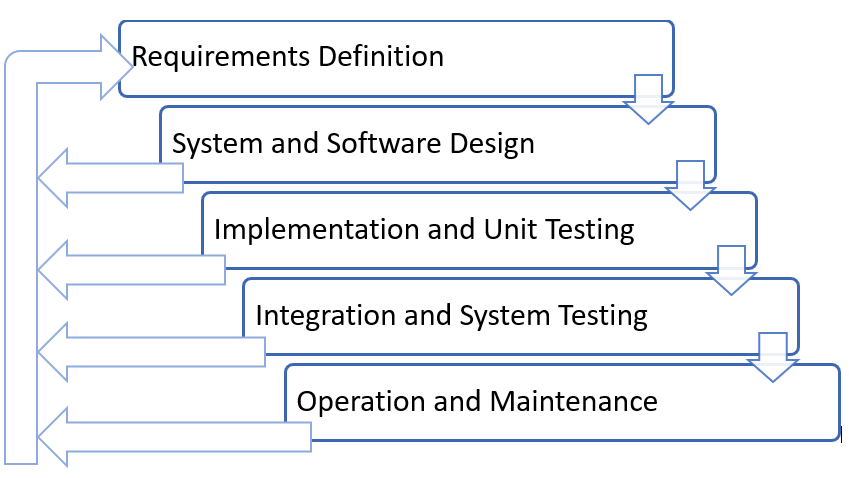 Requirements Definition
System and Software Design
Implementation and Unit Testing
Integration and System Testing
Operation and Maintenance